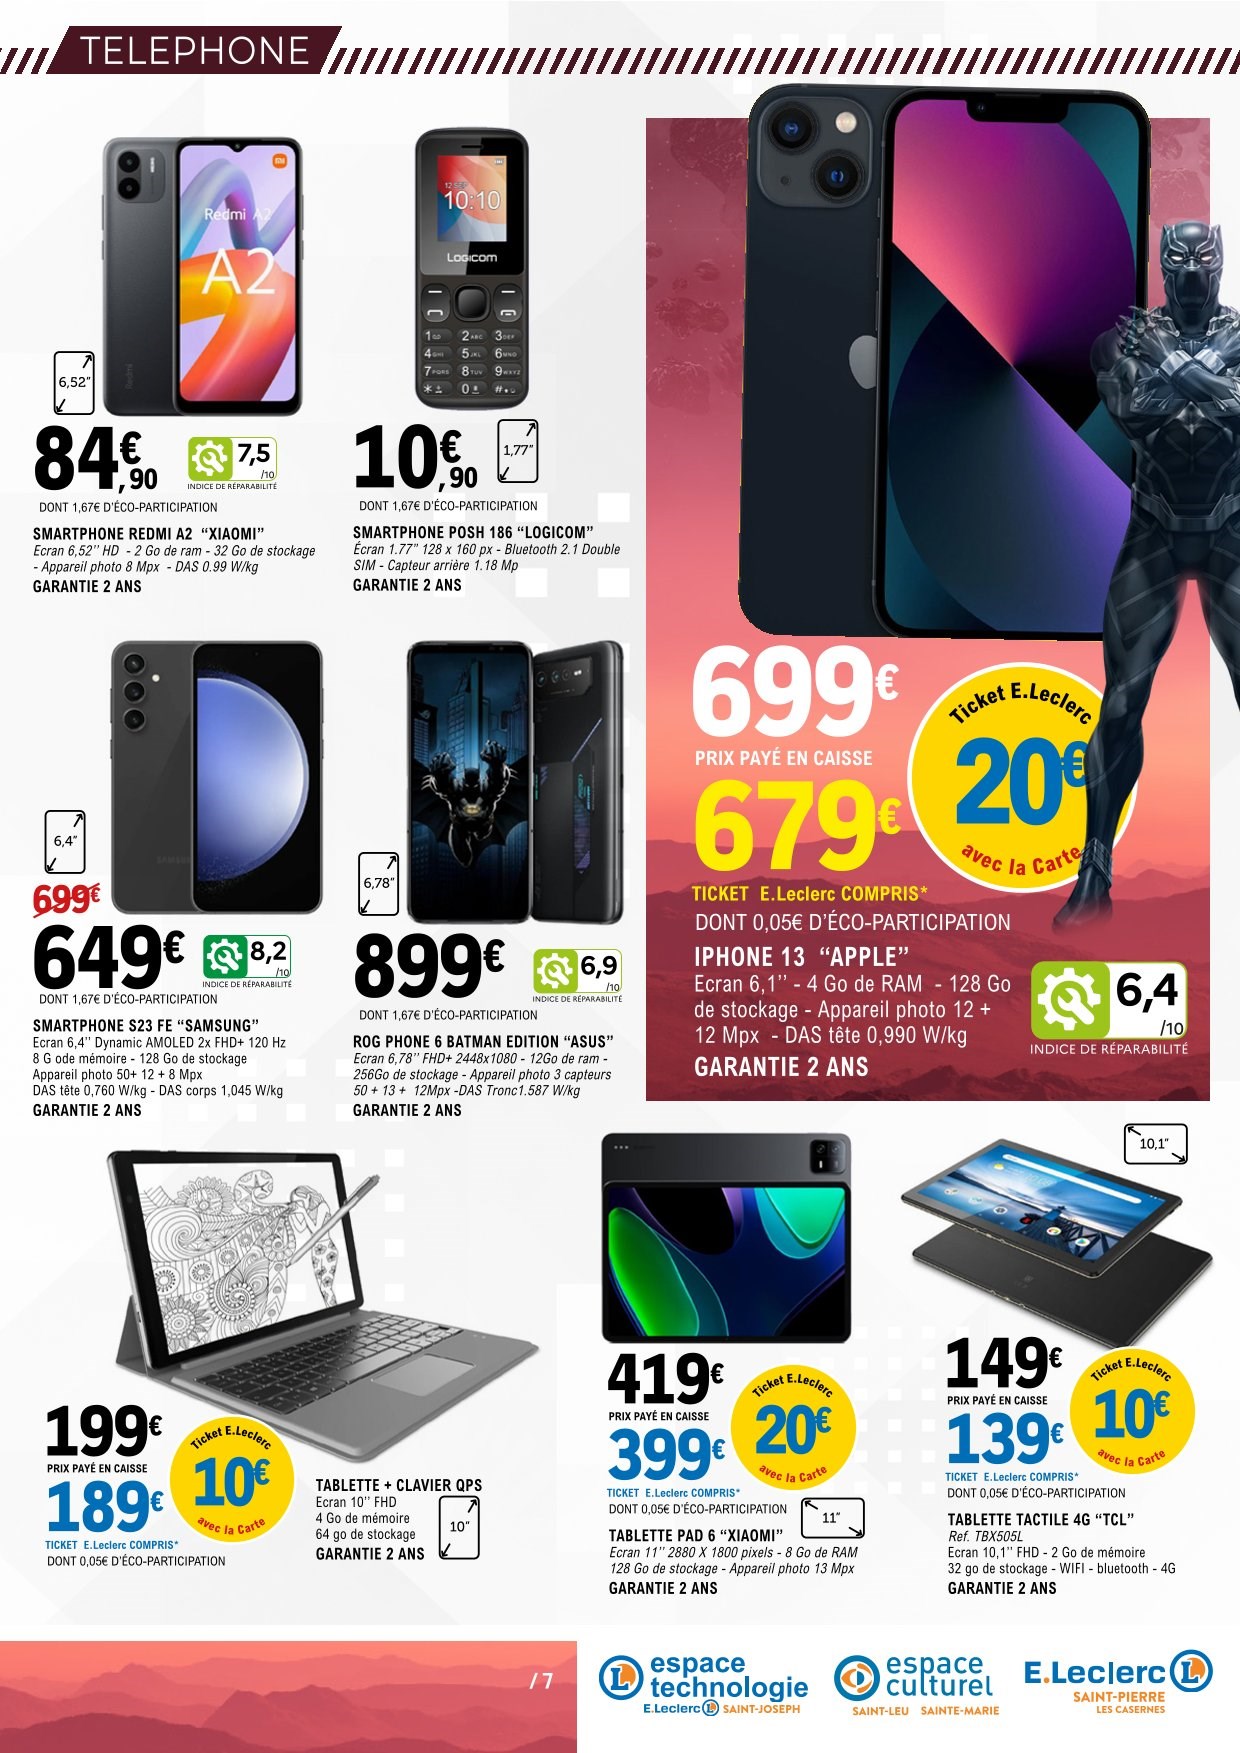 TELEPHONE
Redmi A2
A2
Redmi
6,52’’
84€,90
7,5
/10
INDICE DE RÉPARABILITÉ
DONT 1,67€ D’ÉCO-PARTICIPATION
SMARTPHONE REDMI A2 “XIAOMI”
Ecran 6,52’’ HD - 2 Go de ram - 32 Go de stockage
- Appareil photo 8 Mpx - DAS 0.99 W/kg
GARANTIE 2 ANS
10:10
LOGICOM
10€,90
1,77’’
DONT 1,67€ D’ÉCO-PARTICIPATION
SMARTPHONE POSH 186 “LOGICOM”
Écran 1.77” 128 x 160 px - Bluetooth 2.1 Double
SIM - Capteur arrière 1.18 Mp
GARANTIE 2 ANS
6,4’’
SAMSUNG
699€
649€
8,2
/10
INDICE DE RÉPARABILITÉ
DONT 1,67€ D’ÉCO-PARTICIPATION
SMARTPHONE S23 FE “SAMSUNG”
Ecran 6,4’’ Dynamic AMOLED 2x FHD+ 120 Hz
8 G ode mémoire - 128 Go de stockage
Appareil photo 50+ 12 + 8 Mpx
DAS tête 0,760 W/kg - DAS corps 1,045 W/kg
GARANTIE 2 ANS
6,78’’
899€
6,9
/10
INDICE DE RÉPARABILITÉ
DONT 1,67€ D’ÉCO-PARTICIPATION
ROG PHONE 6 BATMAN EDITION “ASUS”
Ecran 6,78’’ FHD+ 2448x1080 - 12Go de ram -
256Go de stockage - Appareil photo 3 capteurs
50 + 13 + 12Mpx -DAS Tronc1.587 W/kg
GARANTIE 2 ANS
699€
PRIX PAYÉ EN CAISSE
679€
TICKET E.Leclerc COMPRIS*
Ticket E.Leclerc
20€
avec la Carte
DONT 0,05€ D’ÉCO-PARTICIPATION
IPHONE 13 “APPLE”
Ecran 6,1’’ - 4 Go de RAM - 128 Go
de stockage - Appareil photo 12 +
12 Mpx - DAS tête 0,990 W/kg
GARANTIE 2 ANS
6,4
/10
INDICE DE RÉPARABILITÉ
199€
PRIX PAYÉ EN CAISSE
189€
TICKET E.Leclerc COMPRIS*
DONT 0,05€ D’ÉCO-PARTICIPATION
Ticket E.Leclerc
10€
avec la Carte
TABLETTE + CLAVIER QPS
Ecran 10’’ FHD
4 Go de mémoire
64 go de stockage
GARANTIE 2 ANS
10’’
419€
PRIX PAYÉ EN CAISSE
399€
TICKET E.Leclerc COMPRIS*
DONT 0,05€ D’ÉCO-PARTICIPATION
Ticket E.Leclerc
20€
avec la Carte
11’’
TABLETTE PAD 6 “XIAOMI”
Ecran 11’’ 2880 X 1800 pixels - 8 Go de RAM
128 Go de stockage - Appareil photo 13 Mpx
GARANTIE 2 ANS
10,1’’
149€
PRIX PAYÉ EN CAISSE
139€
TICKET E.Leclerc COMPRIS*
DONT 0,05€ D’ÉCO-PARTICIPATION
Ticket E.Leclerc
10€
avec la Carte
TABLETTE TACTILE 4G “TCL”
Ref. TBX505L
Ecran 10,1’’ FHD - 2 Go de mémoire
32 go de stockage - WIFI - bluetooth - 4G
GARANTIE 2 ANS
/ 7
espace
technologie
E.Leclerc L SAINT-JOSEPH
espace
culturel
SAINT-LEU SAINTE-MARIE
E.Leclerc L
SAINT-PIERRE
LES CASERNES